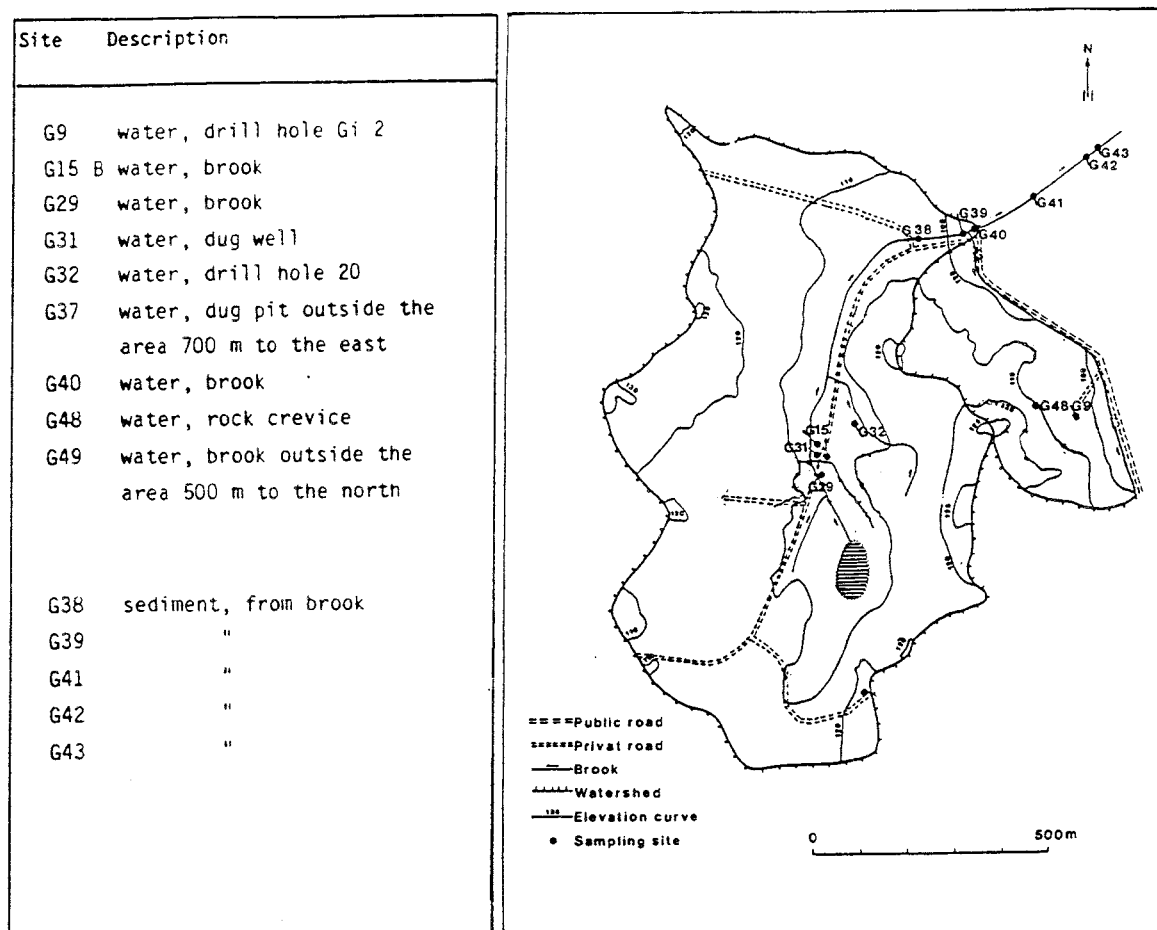 Site Description
G9 water, drill hole Gi 2
G15 B water, brook
G29 water, brook
G31 water, dug well
G32 water, drill hole 20
G37 water, dug pit outside the
area 700 m to the east
G40 water, brook
G48 water, rock crevice
G49 water, brook outside the
area 500 m to the north
G38 sediment, from brook
G39 "
G41 "
G42 "
G43 "
N
G43
G42
G41
G39
G38
G40
G48
G9
G15
G32
G31
G29
110
120
130
====Public road
Privat road
Brook
Watershed
Elevation curve
Sampling site
0 500m